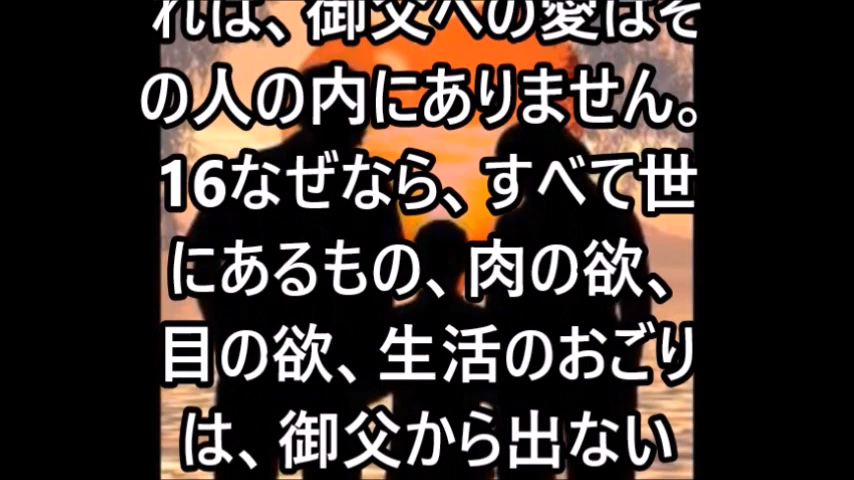 れば、御父への愛はそ
の人の内にありません。
16なぜなら、すべて世
にあるもの、肉の欲、
目の欲、生活のおごり
は、御父から出ない